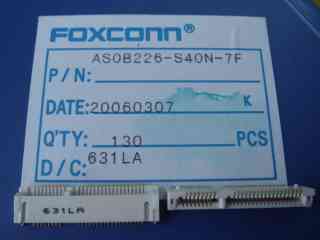 FOXCONN®
P/N: AS0B226-S40N-7F
DATE: 20060307 K
Q'TY: 130 PCS
D/C: 631LA
631LA